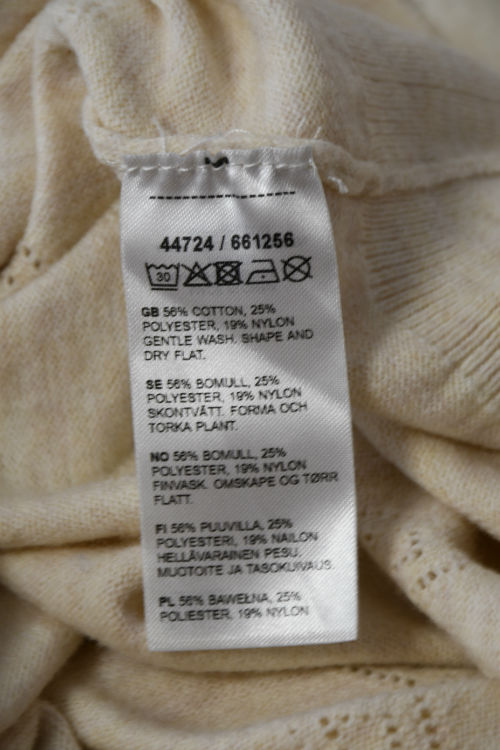 44724 / 661256
30
GB 56% COTTON, 25%
POLYESTER, 19% NYLON
GENTLE WASH. SHAPE AND
DRY FLAT.
SE 56% BOMULL, 25%
POLYESTER, 19% NYLON
SKONTVÄTT. FORMA OCH
TORKA PLANT.
NO 56% BOMULL, 25%
POLYESTER, 19% NYLON
FINVASK. OMSKAPE OG TØRR
FLATT.
FI 56% PUUVILLA, 25%
POLYESTERI, 19% NAILON
HELLÄVARAINEN PESU.
MUOTOITE JA TASOKUIVAUS.
PL 56% BAWEŁNA, 25%
POLIESTER, 19% NYLON